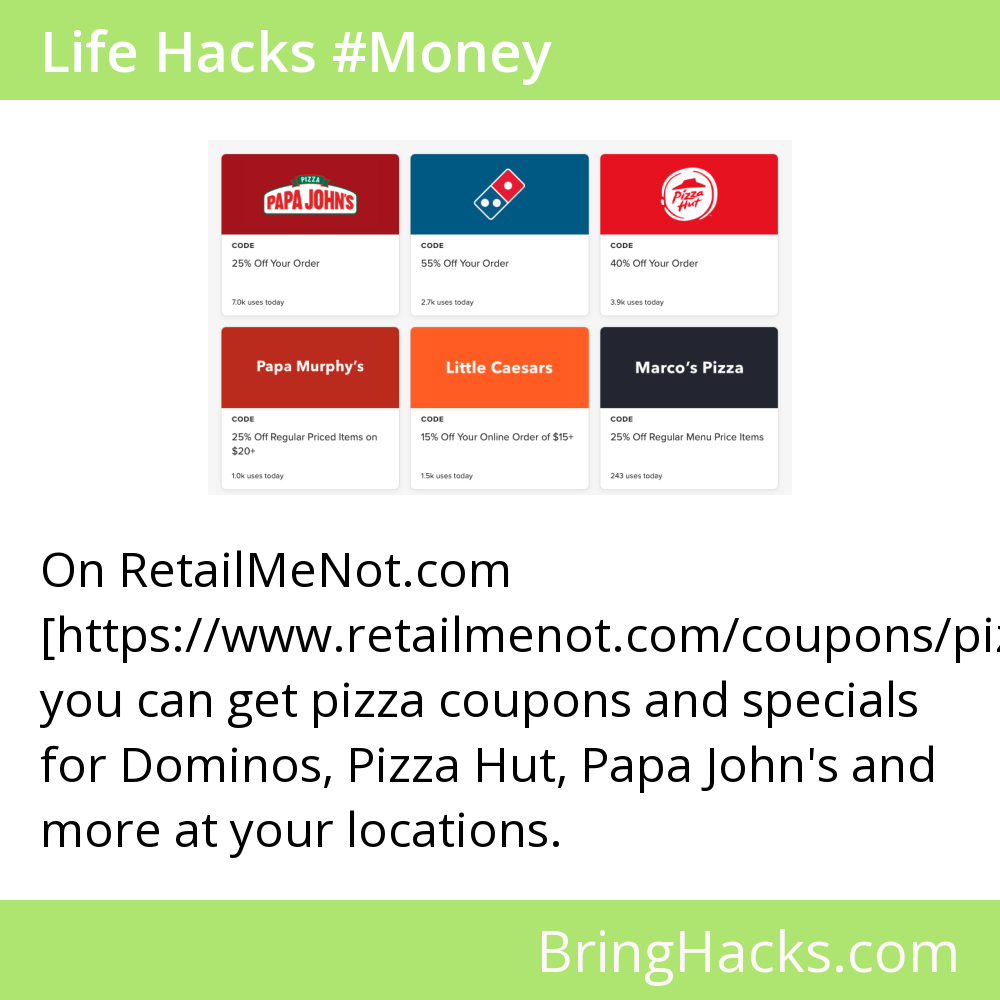 Life Hacks #Money
PIZZA
PAPA JOHN'S
Pizza
Hut
CODE
25% Off Your Order
7.0k uses today
CODE
55% Off Your Order
2.7k uses today
CODE
40% Off Your Order
3.9k uses today
Papa Murphy's
Little Caesars
Marco's Pizza
CODE
25% Off Regular Priced Items on
$20+
1.0k uses today
CODE
15% Off Your Online Order of $15+
1.5k uses today
CODE
25% Off Regular Menu Price Items
243 uses today
On RetailMeNot.com
[https://www.retailmenot.com/coupons/piz
you can get pizza coupons and specials
for Dominos, Pizza Hut, Papa John's and
more at your locations.
BringHacks.com